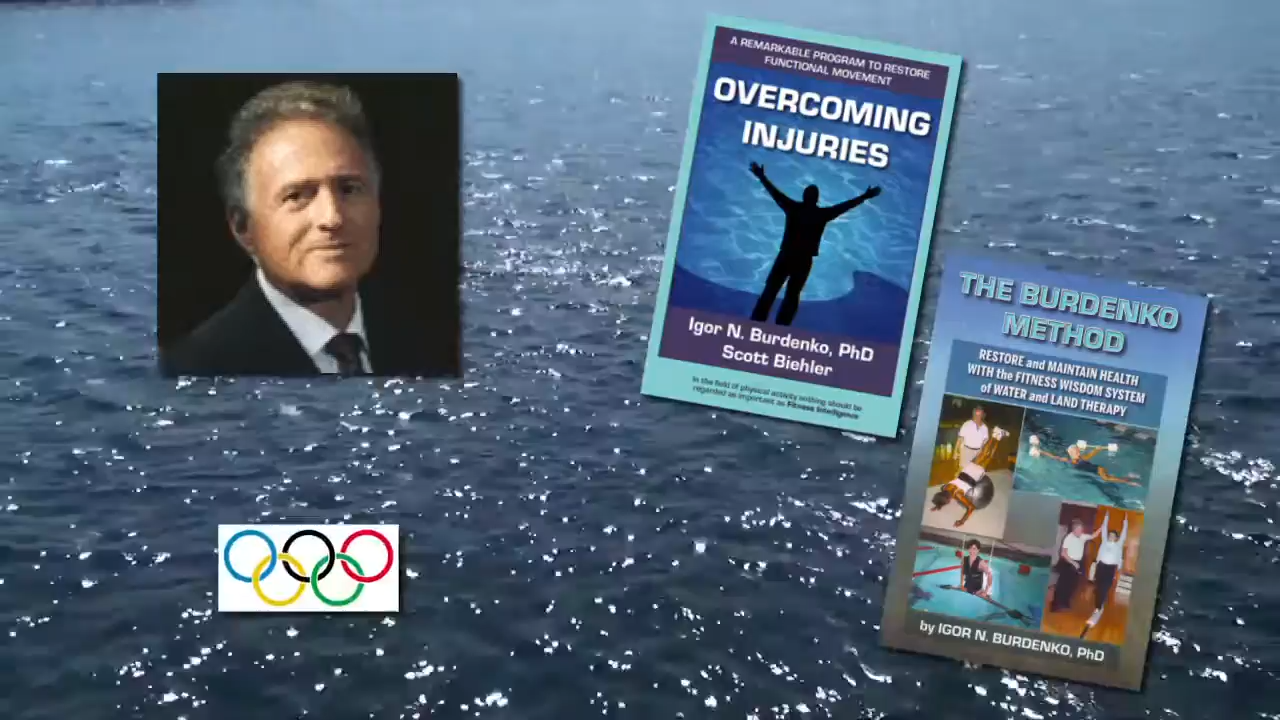 A REMARKABLE PROGRAM TO RESTORE
FUNCTIONAL MOVEMENT
OVERCOMING
INJURIES
Igor N. Burdenko, PhD
Scott Biehler
In the field of physical activity nothing should be
regarded as important as Fitness Intelligence
THE BURDENKO
METHOD
RESTORE and MAINTAIN HEALTH
WITH the FITNESS WISDOM SYSTEM
of WATER and LAND THERAPY
by IGOR N. BURDENKO, PhD